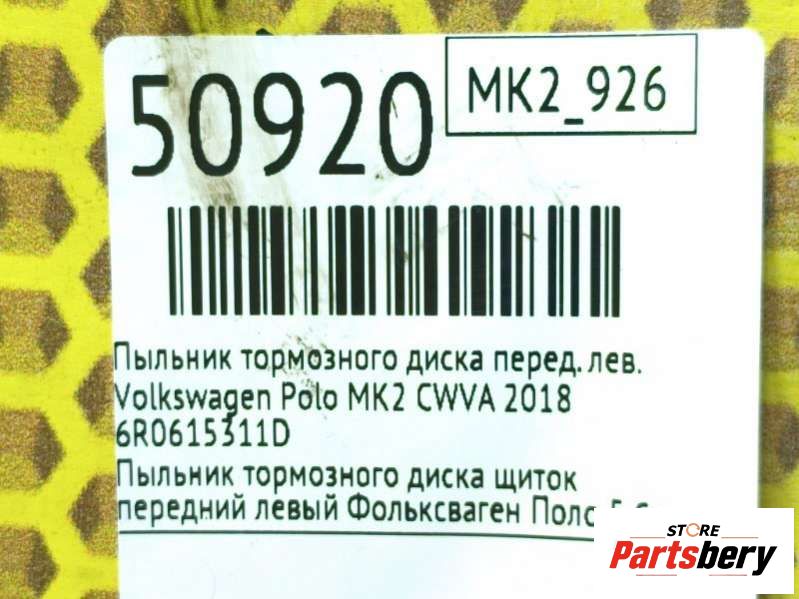 50920
МК2_926
Пыльник тормозного диска перед. лев.
Volkswagen Polo MK2 CWVA 2018
6R0615311D
Пыльник тормозного диска щиток
передний левый Фольксваген Поло
STORE
Partsbery